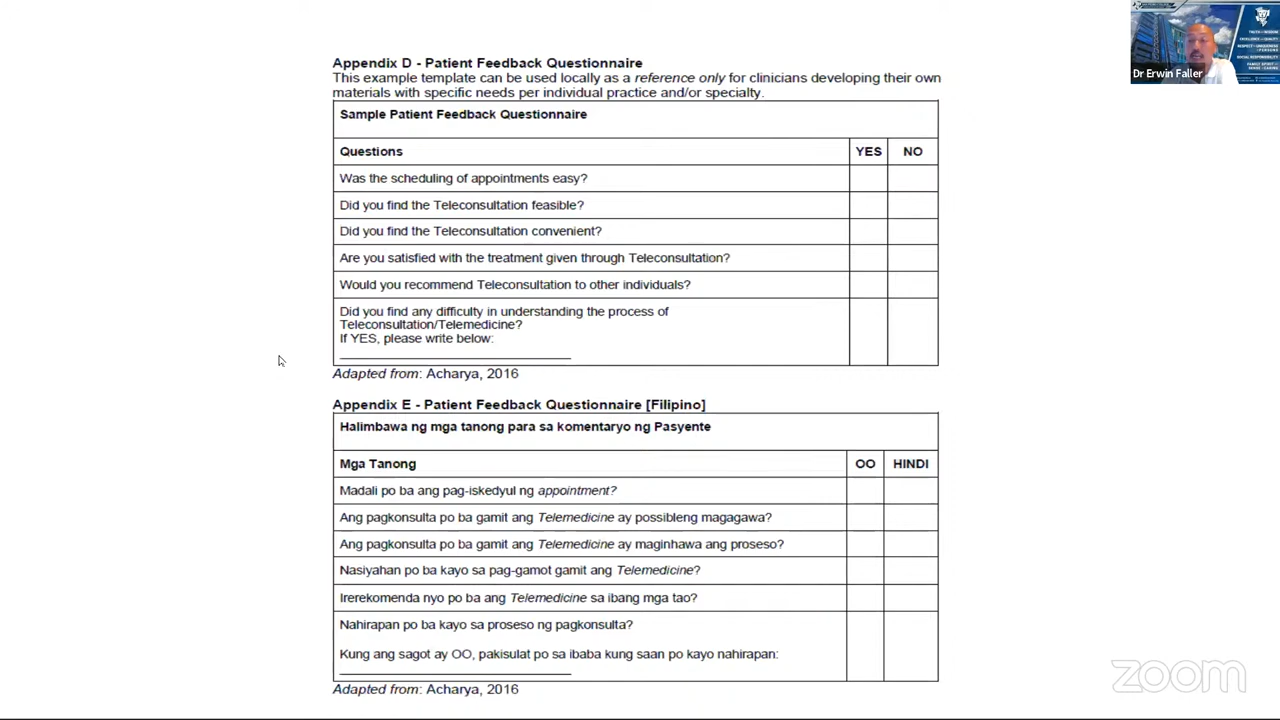 Appendix D - Patient Feedback Questionnaire
This example template can be used locally as a reference only for clinicians developing their own
materials with specific needs per individual practice and/or specialty.
Sample Patient Feedback Questionnaire
Questions YES NO
Was the scheduling of appointments easy?
Did you find the Teleconsultation feasible?
Did you find the Teleconsultation convenient?
Are you satisfied with the treatment given through Teleconsultation?
Would you recommend Teleconsultation to other individuals?
Did you find any difficulty in understanding the process of
Teleconsultation/Telemedicine?
If YES, please write below:
Adapted from: Acharya, 2016
Appendix E - Patient Feedback Questionnaire [Filipino]
Halimbawa ng mga tanong para sa komentaryo ng Pasyente
Mga Tanong OO HINDI
Madali po ba ang pag-iskedyul ng appointment?
Ang pagkonsulta po ba gamit ang Telemedicine ay possibleng magagawa?
Ang pagkonsulta po ba gamit ang Telemedicine ay maginhawa ang proseso?
Nasiyahan po ba kayo sa pag-gamot gamit ang Telemedicine?
Irerekomenda nyo po ba ang Telemedicine sa ibang mga tao?
Nahirapan po ba kayo sa proseso ng pagkonsulta?
Kung ang sagot ay OO, pakisulat po sa ibaba kung saan po kayo nahirapan:
Adapted from: Acharya, 2016
Dr Erwin Faller
zoom